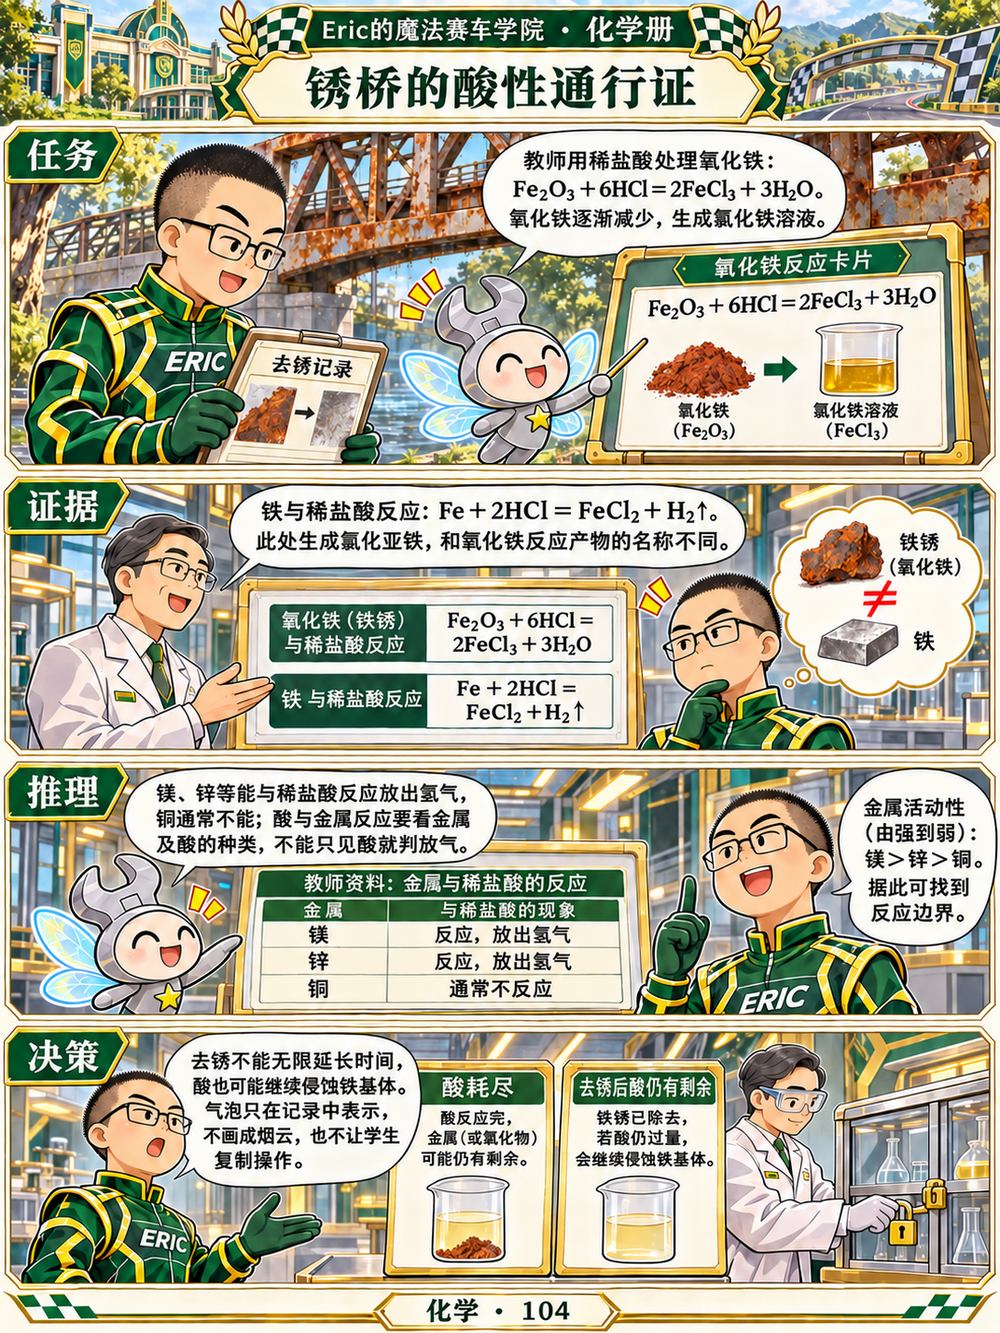 Eric的魔法赛车学院 · 化学册
锈桥的酸性通行证
任务
教师用稀盐酸处理氧化铁：
Fe₂O₃+6HCl=2FeCl₃+3H₂O。
氧化铁逐渐减少，生成氯化铁溶液。
ERIC
去锈记录
氧化铁反应卡片
Fe₂O₃+6HCl=2FeCl₃+3H₂O
氧化铁
（Fe₂O₃）
氯化铁溶液
（FeCl₃）
证据
铁与稀盐酸反应：Fe+2HCl=FeCl₂+H₂↑。
此处生成氯化亚铁，和氧化铁反应产物的名称不同。
氧化铁（铁锈）
与稀盐酸反应
Fe₂O₃+6HCl=
2FeCl₃+3H₂O
铁 与稀盐酸反应
Fe+2HCl=
FeCl₂+H₂↑
铁锈
（氧化铁）
≠
铁
推理
镁、锌等能与稀盐酸反应放出氢气，
铜通常不能；酸与金属反应要看金属
及酸的种类，不能只见酸就判放气。
教师资料：金属与稀盐酸的反应
金属 与稀盐酸的现象
镁 反应，放出氢气
锌 反应，放出氢气
铜 通常不反应
金属活动性
（由强到弱）：
镁＞锌＞铜。
据此可找到
反应边界。
ERIC
决策
去锈不能无限延长时间，
酸也可能继续侵蚀铁基体。
气泡只在记录中表示，
不画成烟云，也不让学生
复制操作。
ERIC
酸耗尽
酸反应完，
金属（或氧化物）
可能仍有剩余。
去锈后酸仍有剩余
铁锈已除去，
若酸仍过量，
会继续侵蚀铁基体。
化学 · 104